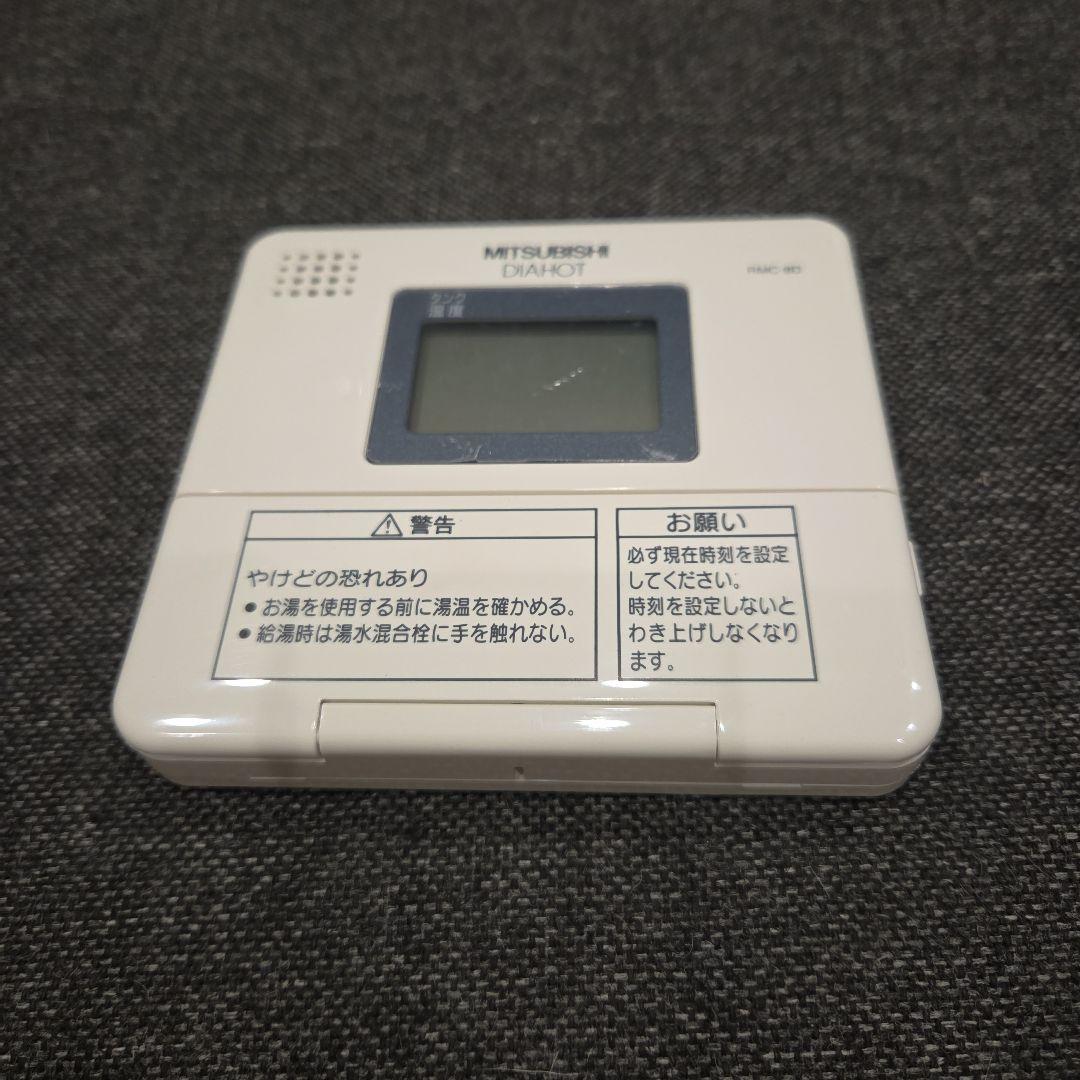 MITSUBISHI
DIAHOT
RMC-8D
タンク
温度
⚠ 警告
やけどの恐れあり
● お湯を使用する前に湯温を確かめる。
● 給湯時は湯水混合栓に手を触れない。
お願い
必ず現在時刻を設定
してください。
時刻を設定しないと
わき上げしなくなり
ます。